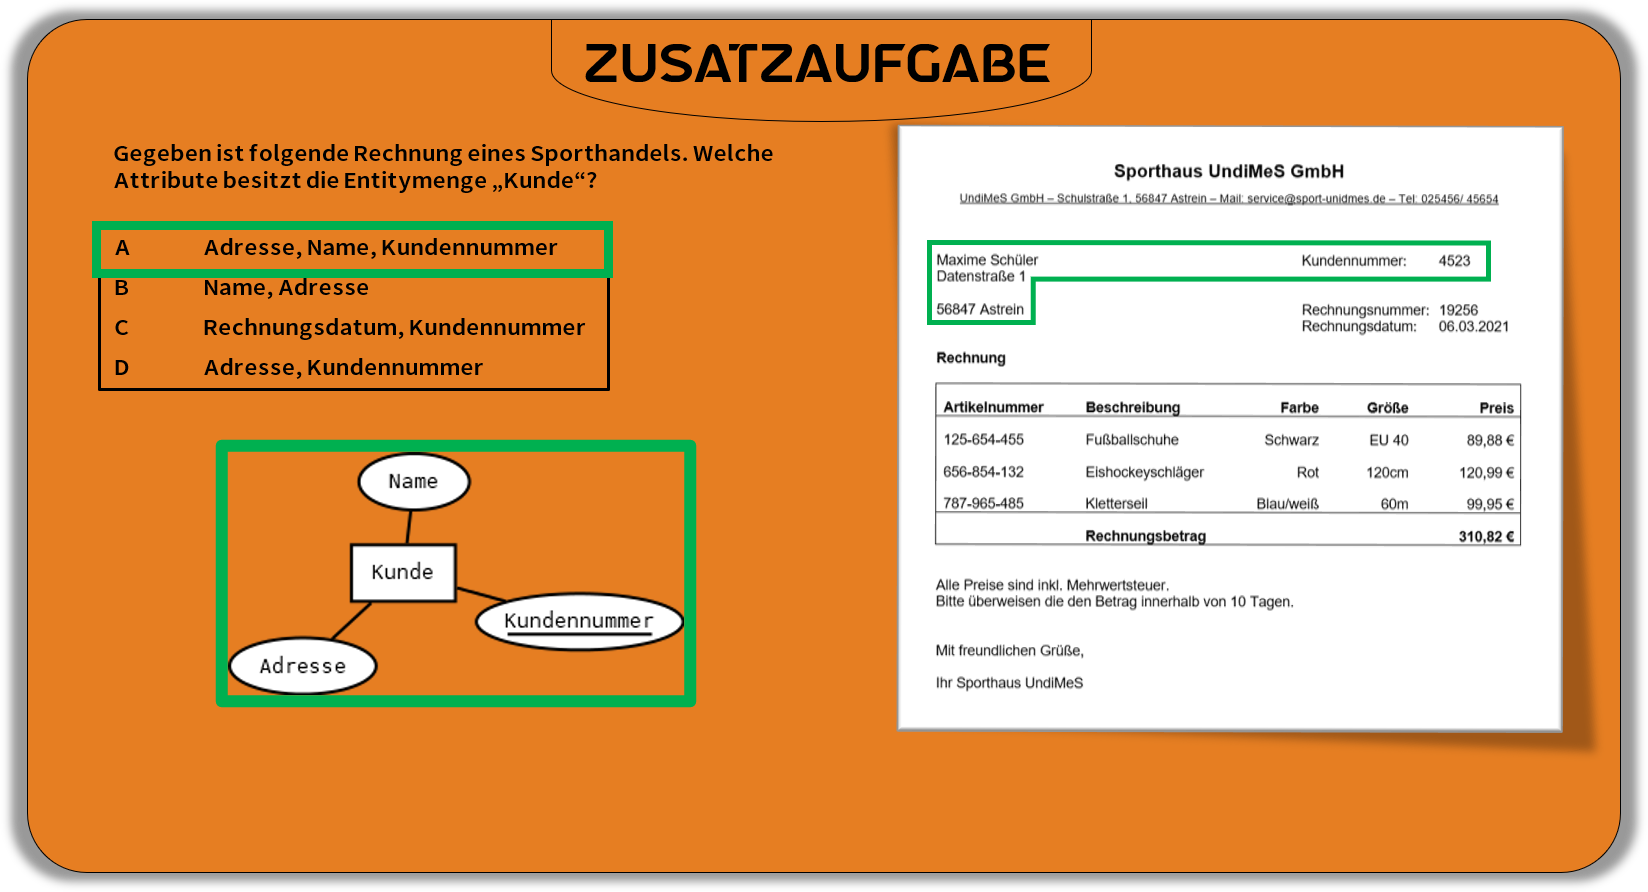 ZUSATZAUFGABE
Gegeben ist folgende Rechnung eines Sporthandels. Welche
Attribute besitzt die Entitymenge „Kunde“?
A Adresse, Name, Kundennummer
B Name, Adresse
C Rechnungsdatum, Kundennummer
D Adresse, Kundennummer
Name
Kunde
Kundennummer
Adresse
Sporthaus UndiMeS GmbH
UndiMeS GmbH – Schulstraße 1, 56847 Astrein – Mail: service@sport-unidmes.de – Tel: 025456/ 45654
Maxime Schüler Kundennummer: 4523
Datenstraße 1
56847 Astrein Rechnungsnummer: 19256
Rechnungsdatum: 06.03.2021
Rechnung
Artikelnummer Beschreibung Farbe Größe Preis
125-654-455 Fußballschuhe Schwarz EU 40 89,88 €
656-854-132 Eishockeyschläger Rot 120cm 120,99 €
787-965-485 Kletterseil Blau/weiß 60m 99,95 €
Rechnungsbetrag 310,82 €
Alle Preise sind inkl. Mehrwertsteuer.
Bitte überweisen die den Betrag innerhalb von 10 Tagen.
Mit freundlichen Grüße,
Ihr Sporthaus UndiMeS